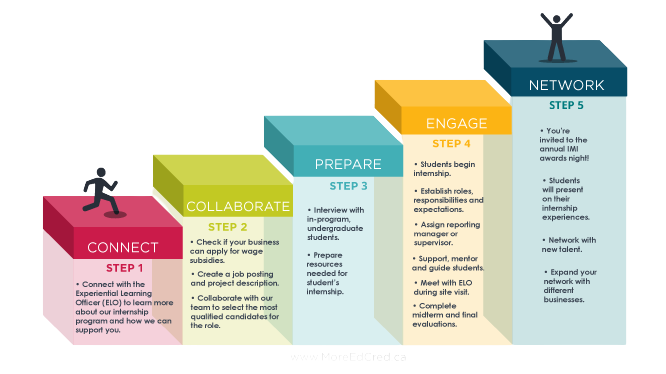 CONNECT
STEP 1
• Connect with the
Experiential Learning
Officer (ELO) to learn more
about our internship
program and how we can
support you.
COLLABORATE
STEP 2
• Check if your business
can apply for wage
subsidies.
• Create a job posting
and project description.
• Collaborate with our
team to select the most
qualified candidates for
the role.
PREPARE
STEP 3
• Interview with
in-program,
undergraduate
students.
• Prepare
resources
needed for
student's
internship.
ENGAGE
STEP 4
• Students begin
internship.
• Establish roles,
responsibilities and
expectations.
• Assign reporting
manager or
supervisor.
• Support, mentor
and guide students.
• Meet with ELO
during site visit.
• Complete
midterm and final
evaluations.
NETWORK
STEP 5
• You're
invited to the
annual IMI
awards night!
• Students
will present
on their
internship
experiences.
• Network with
new talent.
• Expand your
network with
different
businesses.
www.MoreEdCred.ca